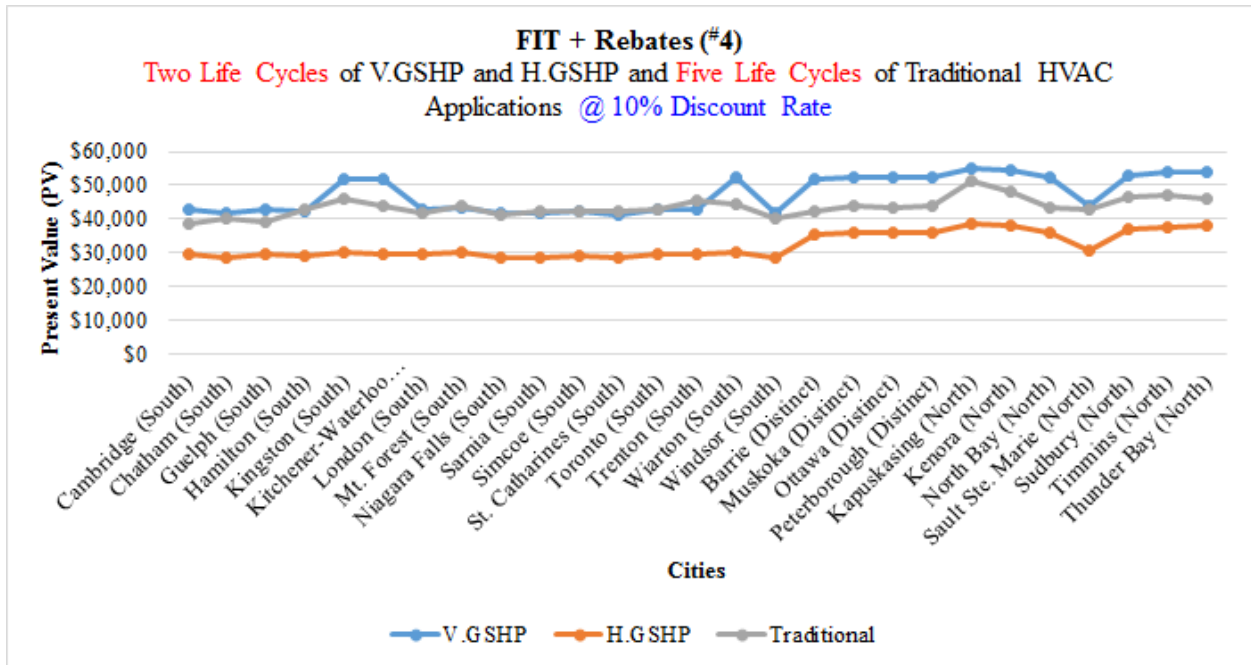 FIT + Rebates (#4)
Two Life Cycles of V.GSHP and H.GSHP and Five Life Cycles of Traditional HVAC
Applications @ 10% Discount Rate
Present Value (PV)
$60,000
$50,000
$40,000
$30,000
$20,000
$10,000
$0
Cambridge (South)
Chatham (South)
Guelph (South)
Hamilton (South)
Kingston (South)
Kitchener-Waterloo…
London (South)
Mt. Forest (South)
Niagara Falls (South)
Sarnia (South)
Simcoe (South)
St. Catharines (South)
Toronto (South)
Trenton (South)
Wiarton (South)
Windsor (South)
Barrie (Distinct)
Muskoka (Distinct)
Ottawa (Distinct)
Peterborough (Distinct)
Kapuskasing (North)
Kenora (North)
North Bay (North)
Sault Ste. Marie (North)
Sudbury (North)
Timmins (North)
Thunder Bay (North)
Cities
V.GSHP
H.GSHP
Traditional